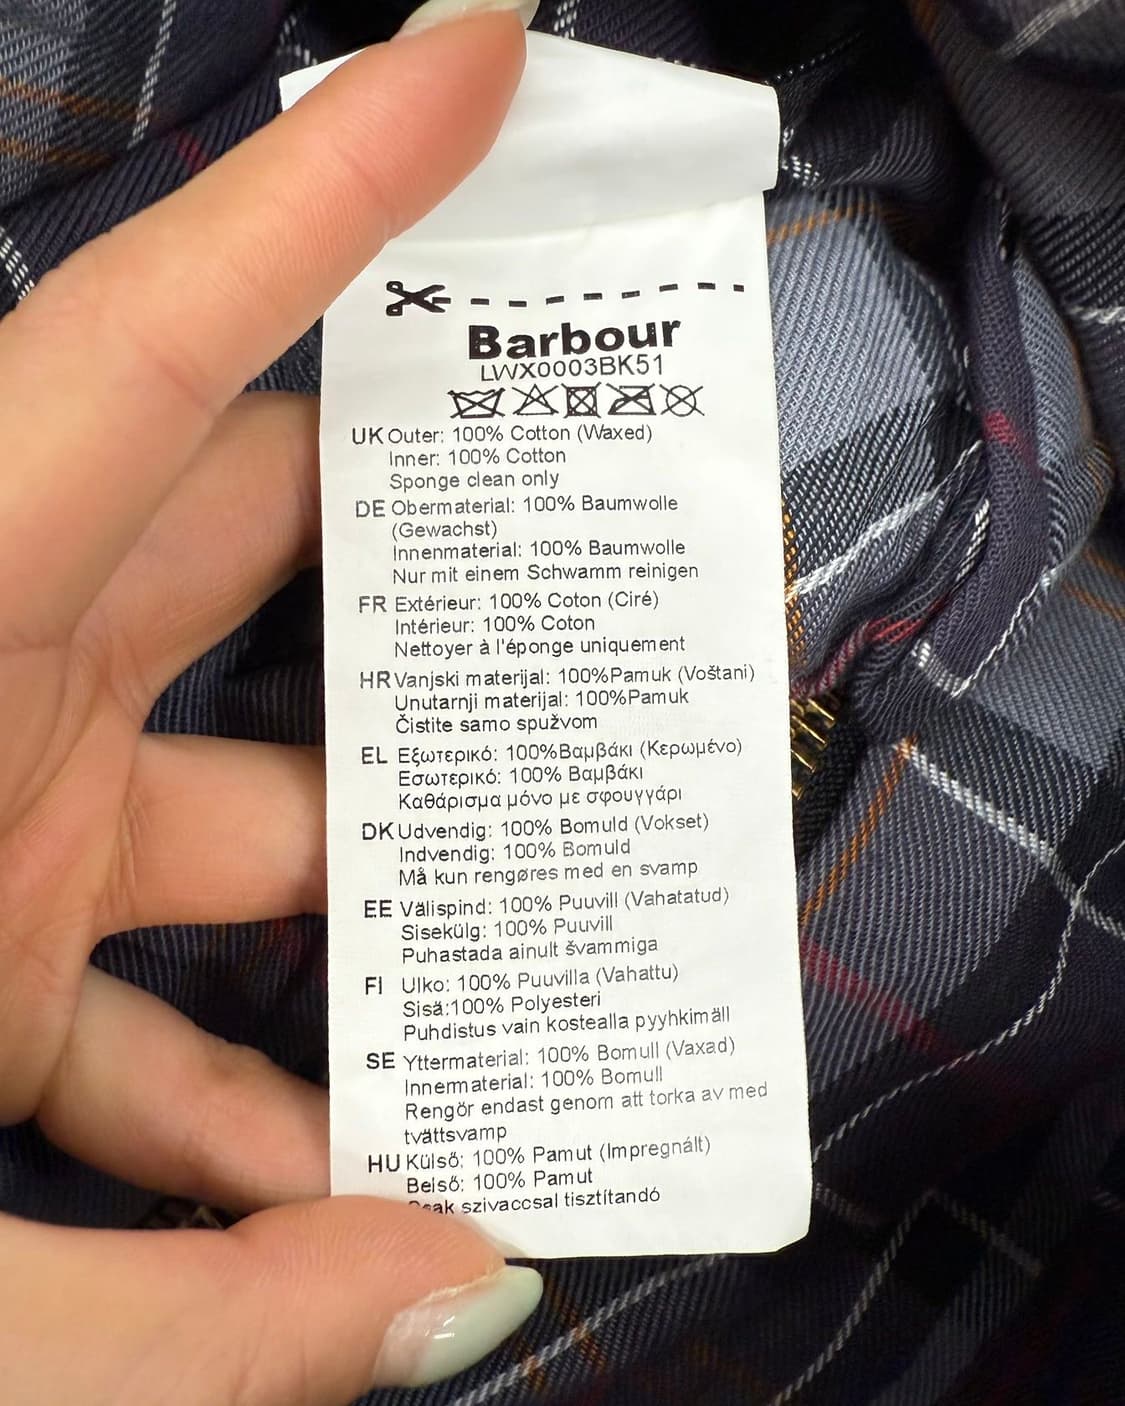 Barbour
LWX0003BK51
UK Outer: 100% Cotton (Waxed)
Inner: 100% Cotton
Sponge clean only
DE Obermaterial: 100% Baumwolle
(Gewachst)
Innenmaterial: 100% Baumwolle
Nur mit einem Schwamm reinigen
FR Extérieur: 100% Coton (Ciré)
Intérieur: 100% Coton
Nettoyer à l'éponge uniquement
HR Vanjski materijal: 100%Pamuk (Voštani)
Unutarnji materijal: 100%Pamuk
Čistite samo spužvom
EL Εξωτερικό: 100%Βαμβάκι (Κερωμένο)
Εσωτερικό: 100% Βαμβάκι
Καθάρισμα μόνο με σφουγγάρι
DK Udvendig: 100% Bomuld (Vokset)
Indvendig: 100% Bomuld
Må kun rengøres med en svamp
EE Välispind: 100% Puuvill (Vahatatud)
Sisekülg: 100% Puuvill
Puhastada ainult švammiga
FI Ulko: 100% Puuvilla (Vahattu)
Sisä:100% Polyesteri
Puhdistus vain kostealla pyyhkimäll
SE Yttermaterial: 100% Bomull (Vaxad)
Innermaterial: 100% Bomull
Rengör endast genom att torka av med
tvättsvamp
HU Külső: 100% Pamut (Impregnált)
Belső: 100% Pamut
szivaccsal tisztítandó